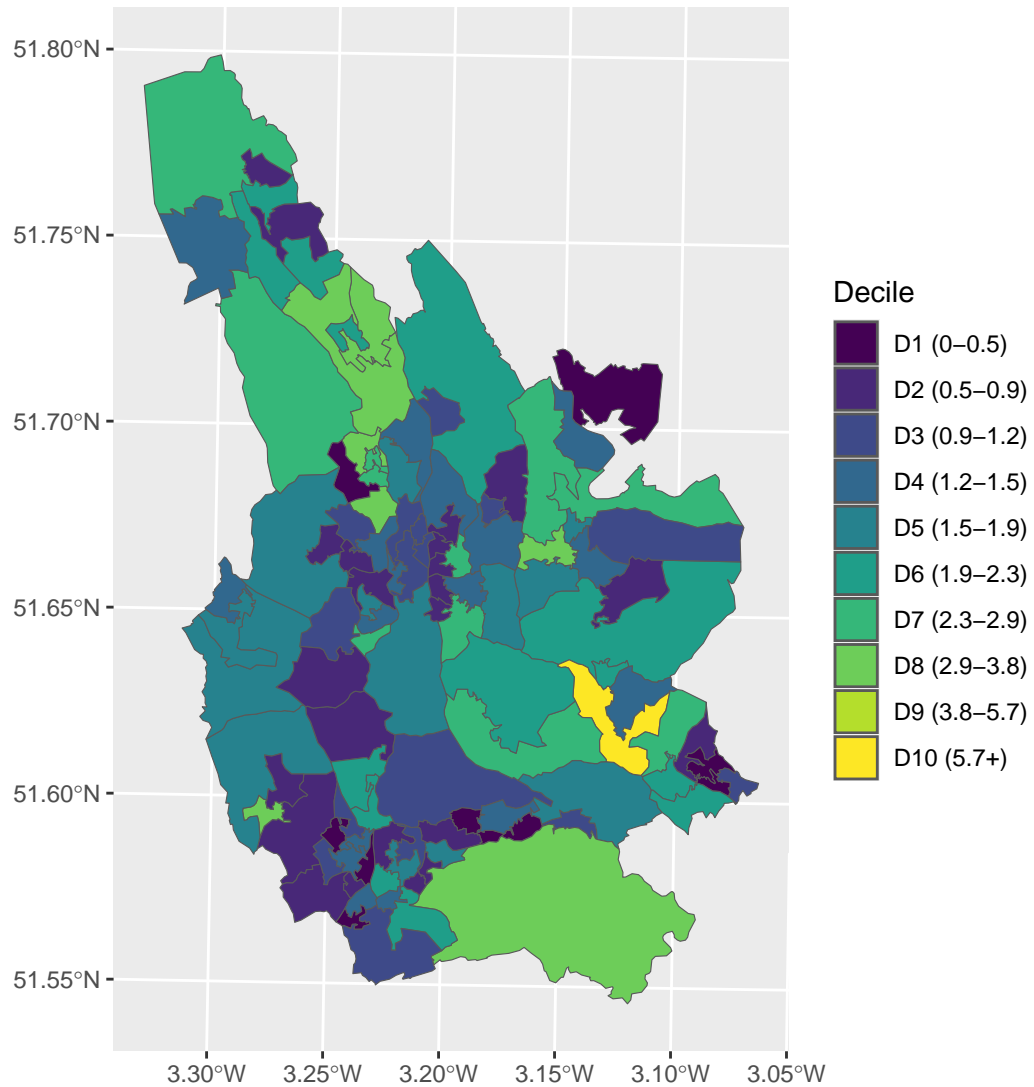 51.80°N
51.75°N
51.70°N
51.65°N
51.60°N
51.55°N
3.30°W 3.25°W 3.20°W 3.15°W 3.10°W 3.05°W
Decile
D1 (0–0.5)
D2 (0.5–0.9)
D3 (0.9–1.2)
D4 (1.2–1.5)
D5 (1.5–1.9)
D6 (1.9–2.3)
D7 (2.3–2.9)
D8 (2.9–3.8)
D9 (3.8–5.7)
D10 (5.7+)